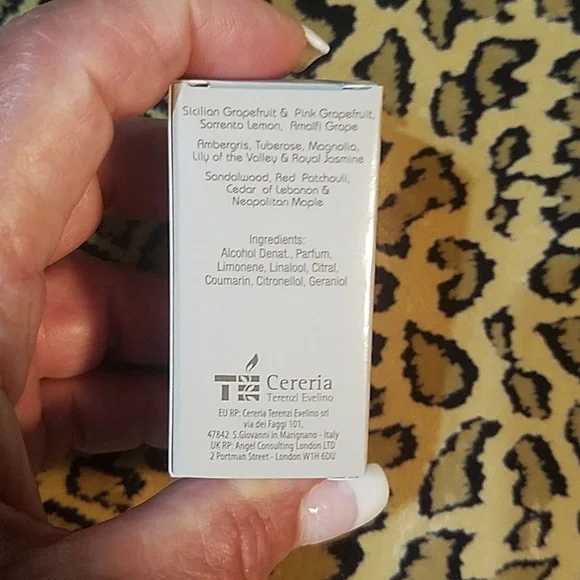 Sicilian Grapefruit & Pink Grapefruit,
Sorrento Lemon, Amalfi Grape
Ambergris, Tuberose, Magnolia,
Lily of the Valley & Royal Jasmine
Sandalwood, Red Patchouli,
Cedar of Lebanon &
Neapolitan Maple
Ingredients:
Alcohol Denat., Parfum,
Limonene, Linalool, Citral,
Coumarin, Citronellol, Geraniol
TE Cereria
Terenzi Evelino
EU RP: Cereria Terenzi Evelino srl
via dei Faggi 101,
47842 S.Giovanni in Marignano - Italy
UK RP: Angel Consulting London LTD
2 Portman Street - London W1H 6DU